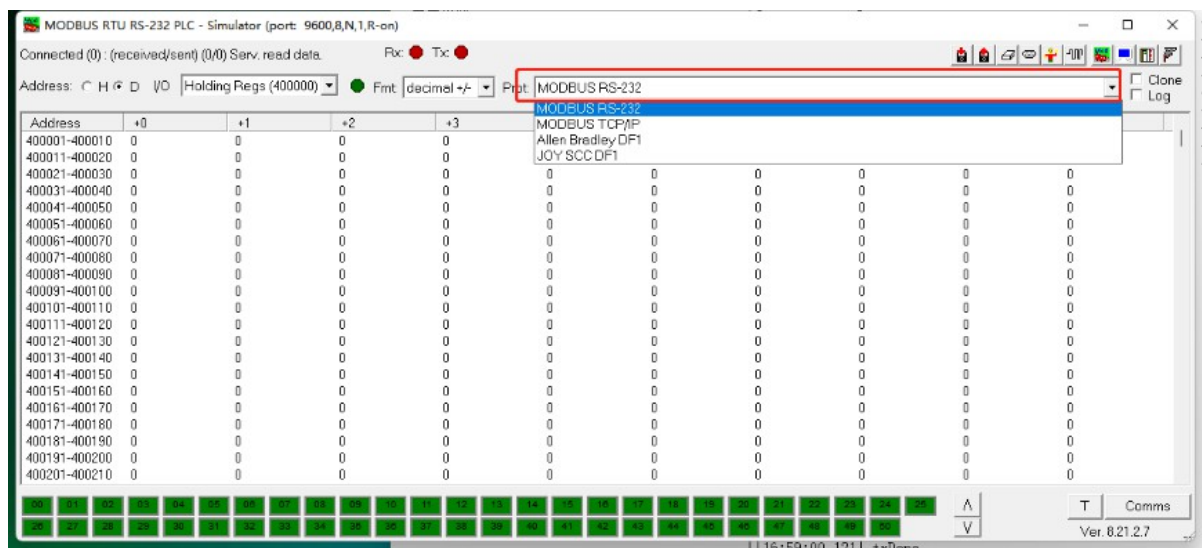 MODBUS RTU RS-232 PLC - Simulator (port: 9600,8,N,1,R-on)
Connected (0) : (received/sent) (0/0) Serv. read data. Rx: Tx:
Address: H D I/O Holding Regs (400000) Fmt: decimal +/- Prot: MODBUS RS-232 Clone
Log
MODBUS RS-232
MODBUS TCP/IP
Allen Bradley DF1
JOY SCC DF1
Address +0 +1 +2 +3
400001-400010 0 0 0 0
400011-400020 0 0 0 0
400021-400030 0 0 0 0 0 0 0 0 0 0
400031-400040 0 0 0 0 0 0 0 0 0 0
400041-400050 0 0 0 0 0 0 0 0 0 0
400051-400060 0 0 0 0 0 0 0 0 0 0
400061-400070 0 0 0 0 0 0 0 0 0 0
400071-400080 0 0 0 0 0 0 0 0 0 0
400081-400090 0 0 0 0 0 0 0 0 0 0
400091-400100 0 0 0 0 0 0 0 0 0 0
400101-400110 0 0 0 0 0 0 0 0 0 0
400111-400120 0 0 0 0 0 0 0 0 0 0
400121-400130 0 0 0 0 0 0 0 0 0 0
400131-400140 0 0 0 0 0 0 0 0 0 0
400141-400150 0 0 0 0 0 0 0 0 0 0
400151-400160 0 0 0 0 0 0 0 0 0 0
400161-400170 0 0 0 0 0 0 0 0 0 0
400171-400180 0 0 0 0 0 0 0 0 0 0
400181-400190 0 0 0 0 0 0 0 0 0 0
400191-400200 0 0 0 0 0 0 0 0 0 0
400201-400210 0 0 0 0 0 0 0 0 0 0
00 01 02 03 04 05 06 07 08 09 10 11 12 13 14 15 16 17 18 19 20 21 22 23 24 25 Λ T Comms
26 27 28 29 30 31 32 33 34 35 36 37 38 39 40 41 42 43 44 45 46 47 48 49 50 V Ver. 8.21.2.7